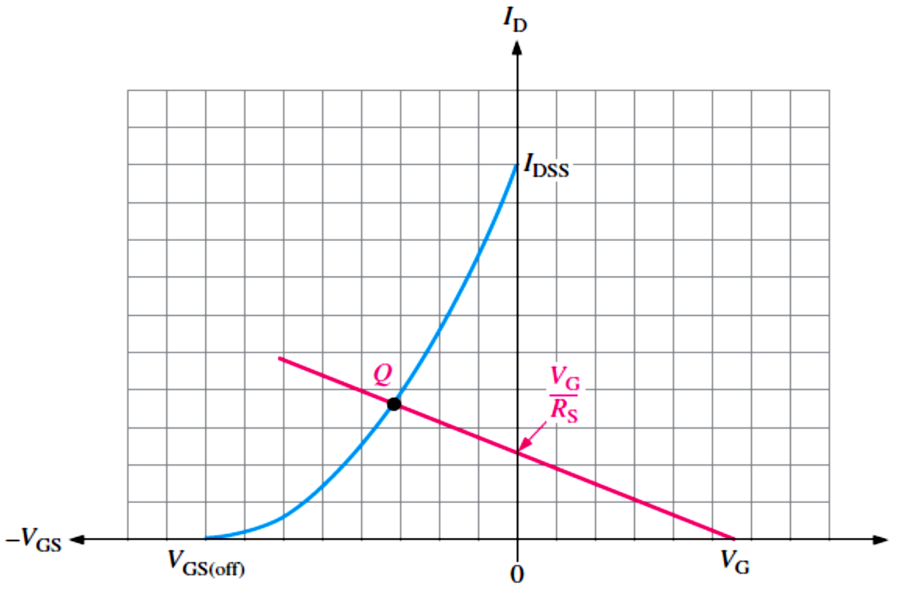 I_D
I_DSS
Q
V_G
R_S
–V_GS
V_GS(off)
0
V_G